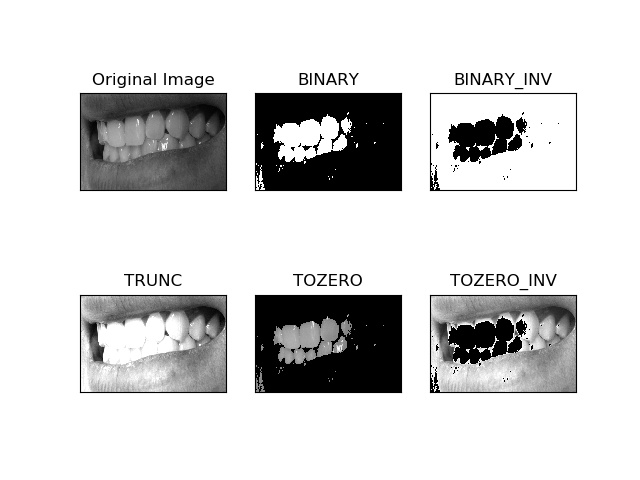 Original Image
BINARY
BINARY_INV
TRUNC
TOZERO
TOZERO_INV